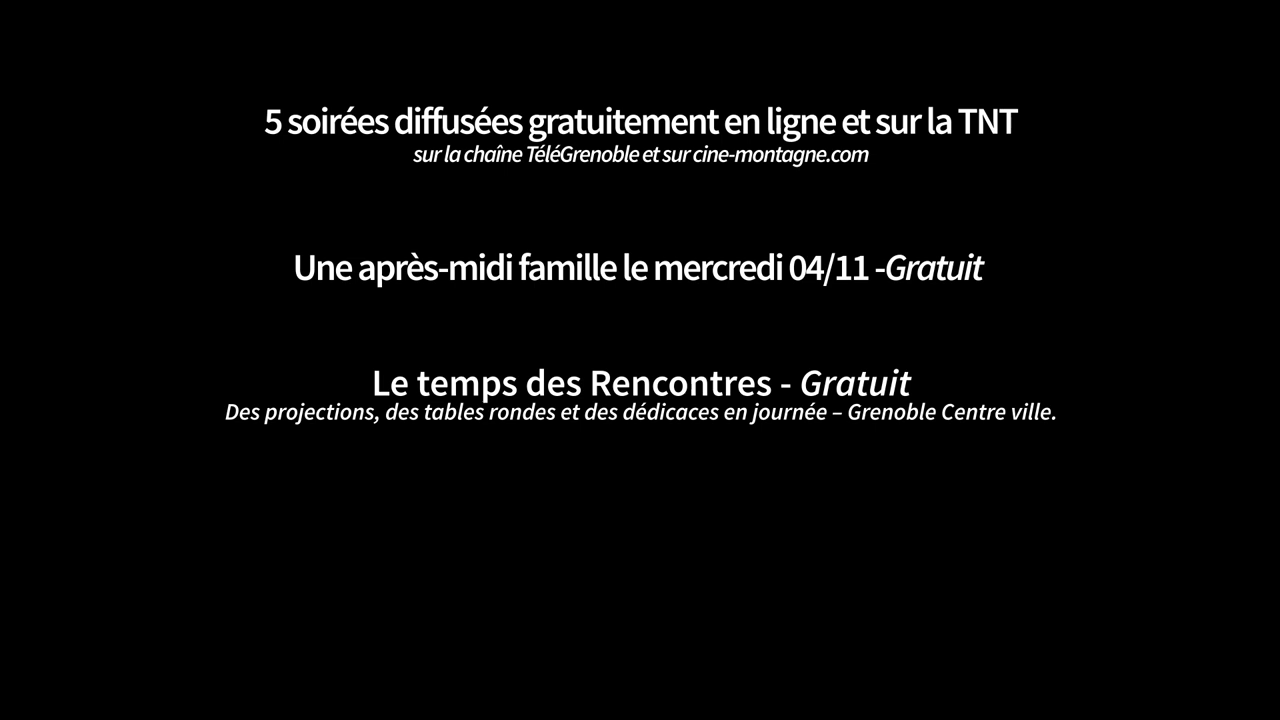 5 soirées diffusées gratuitement en ligne et sur la TNT
sur la chaîne TéléGrenoble et sur cine-montagne.com
Une après-midi famille le mercredi 04/11 -Gratuit
Le temps des Rencontres - Gratuit
Des projections, des tables rondes et des dédicaces en journée – Grenoble Centre ville.